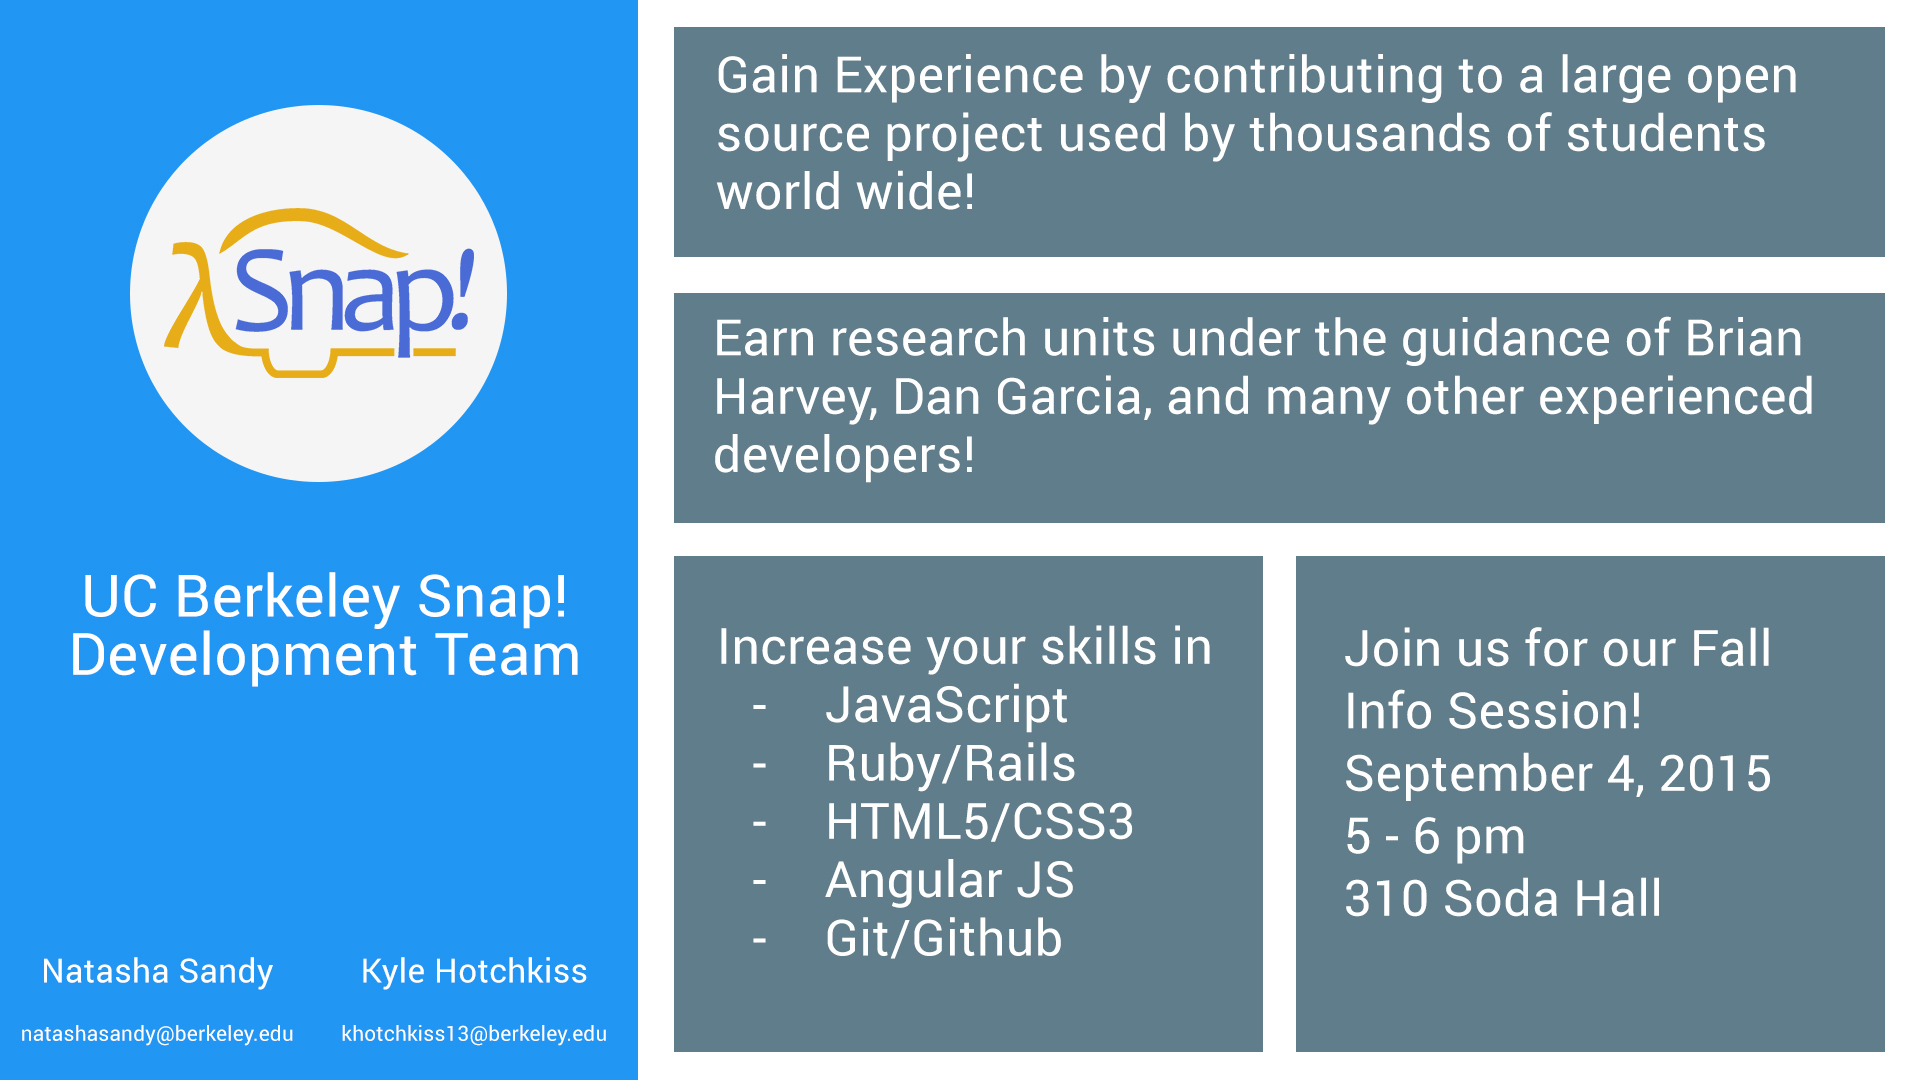 λSnap!
UC Berkeley Snap!
Development Team
Natasha Sandy
natashasandy@berkeley.edu
Kyle Hotchkiss
khotchkiss13@berkeley.edu
Gain Experience by contributing to a large open
source project used by thousands of students
world wide!
Earn research units under the guidance of Brian
Harvey, Dan Garcia, and many other experienced
developers!
Increase your skills in
- JavaScript
- Ruby/Rails
- HTML5/CSS3
- Angular JS
- Git/Github
Join us for our Fall
Info Session!
September 4, 2015
5 - 6 pm
310 Soda Hall